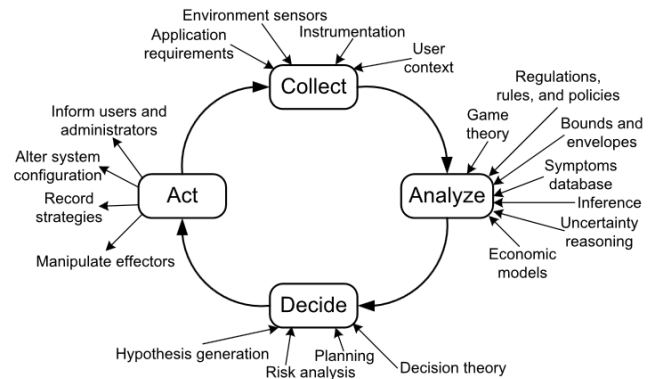 Environment sensors
Application
requirements
Instrumentation
User
context
Collect
Regulations,
rules, and policies
Game
theory
Bounds and
envelopes
Symptoms
database
Inference
Uncertainty
reasoning
Economic
models
Analyze
Inform users and
administrators
Alter system
configuration
Record
strategies
Manipulate effectors
Act
Decide
Hypothesis generation
Risk analysis
Planning
Decision theory